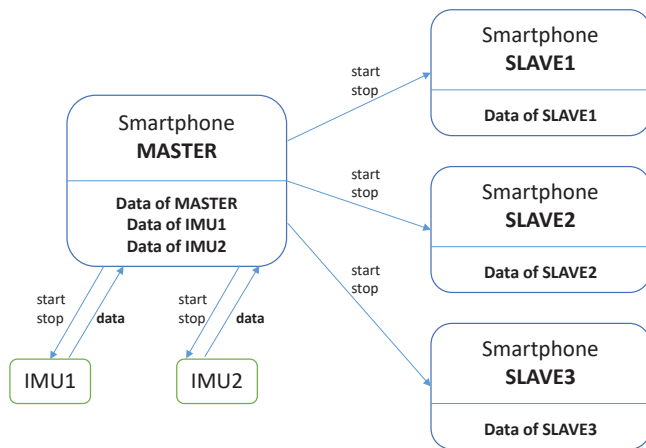 Smartphone
MASTER
Data of MASTER
Data of IMU1
Data of IMU2
start
stop
data
IMU1
start
stop
data
IMU2
start
stop
Smartphone
SLAVE1
Data of SLAVE1
start
stop
Smartphone
SLAVE2
Data of SLAVE2
start
stop
Smartphone
SLAVE3
Data of SLAVE3